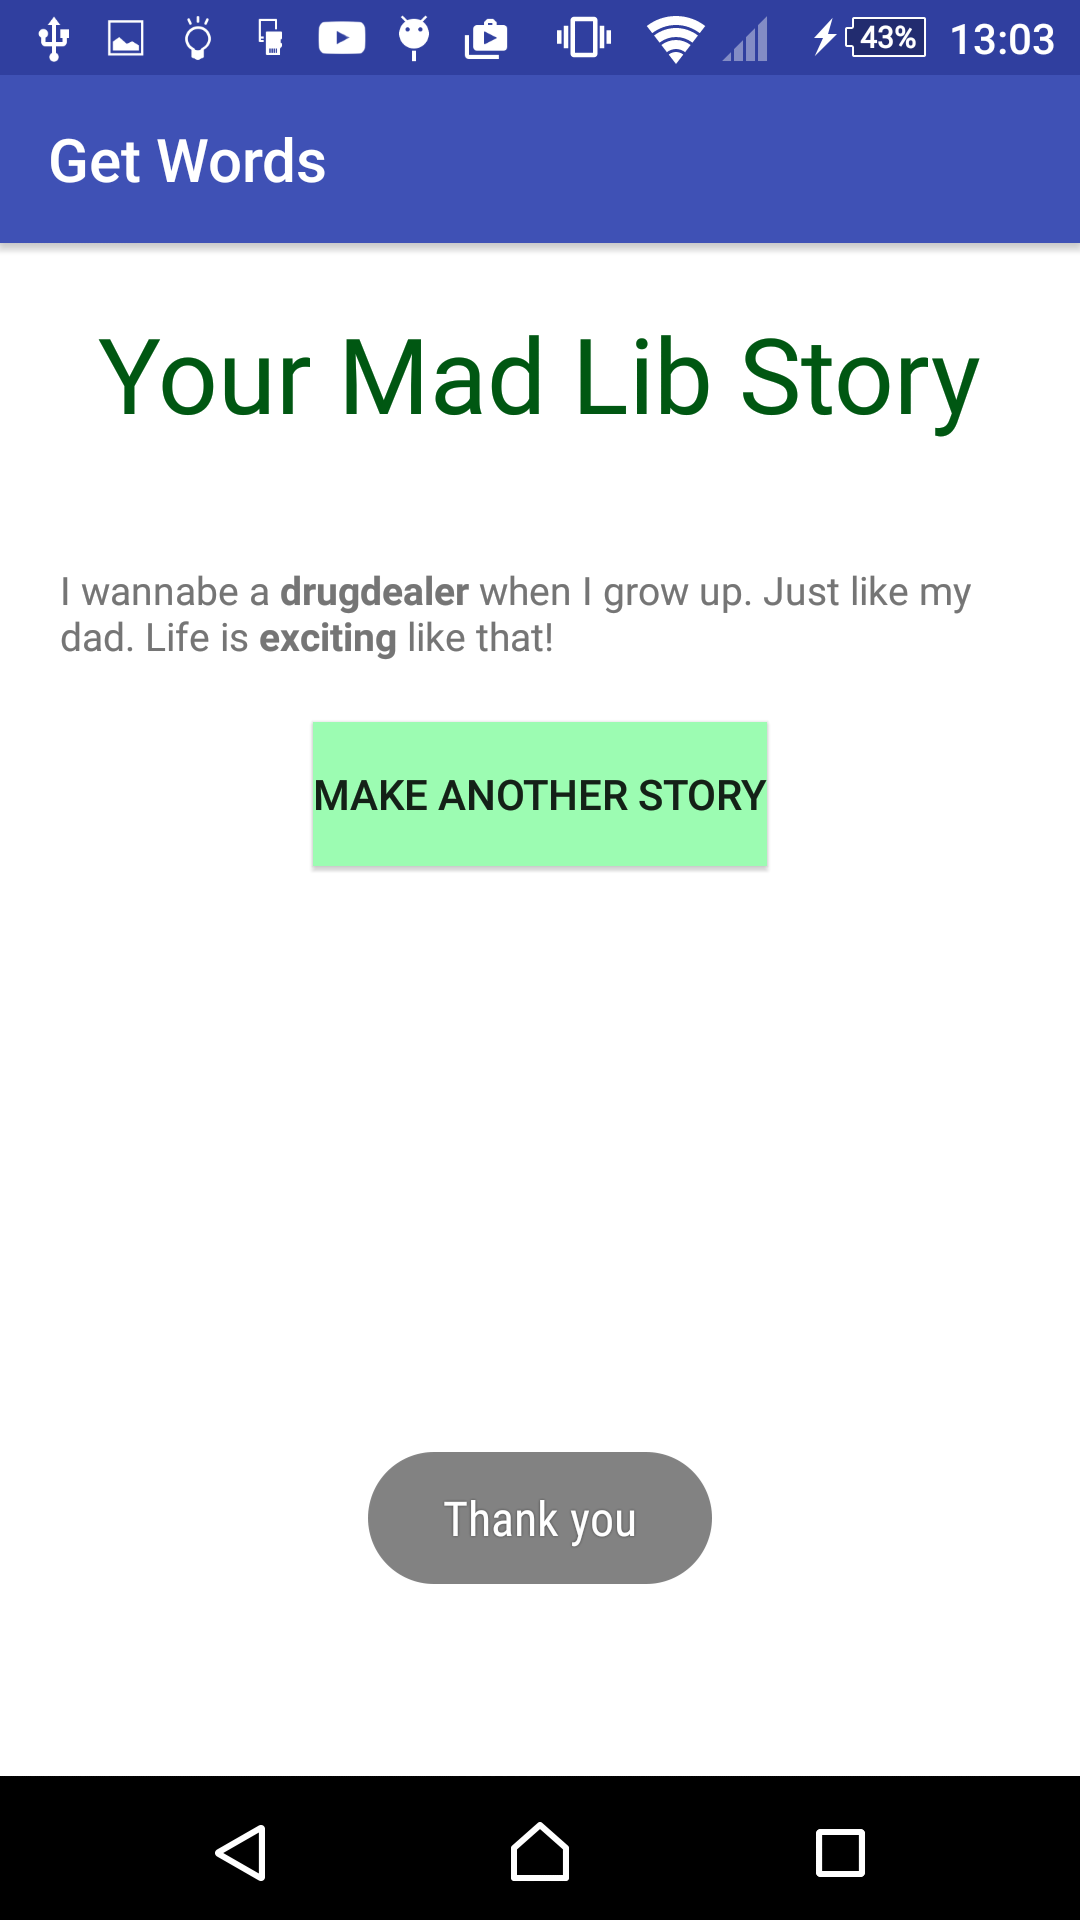 43% 13:03
Get Words
Your Mad Lib Story
I wannabe a drugdealer when I grow up. Just like my
dad. Life is exciting like that!
MAKE ANOTHER STORY
Thank you